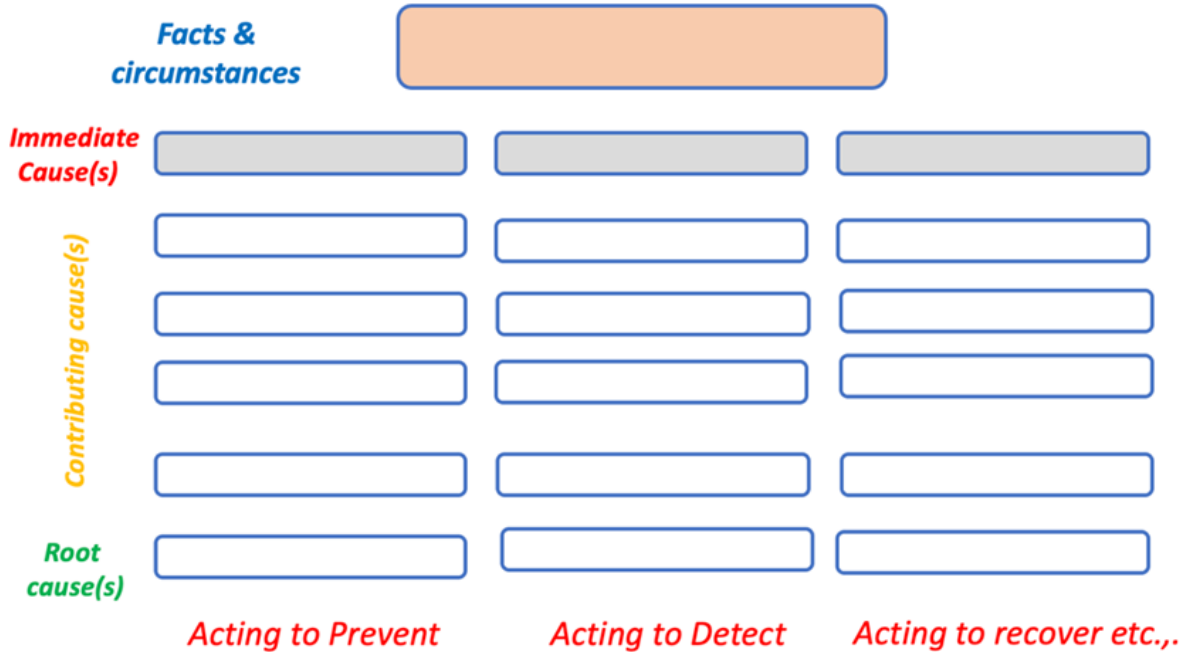 Facts &
circumstances
Immediate
Cause(s)
Contributing cause(s)
Root
cause(s)
Acting to Prevent
Acting to Detect
Acting to recover etc.,.